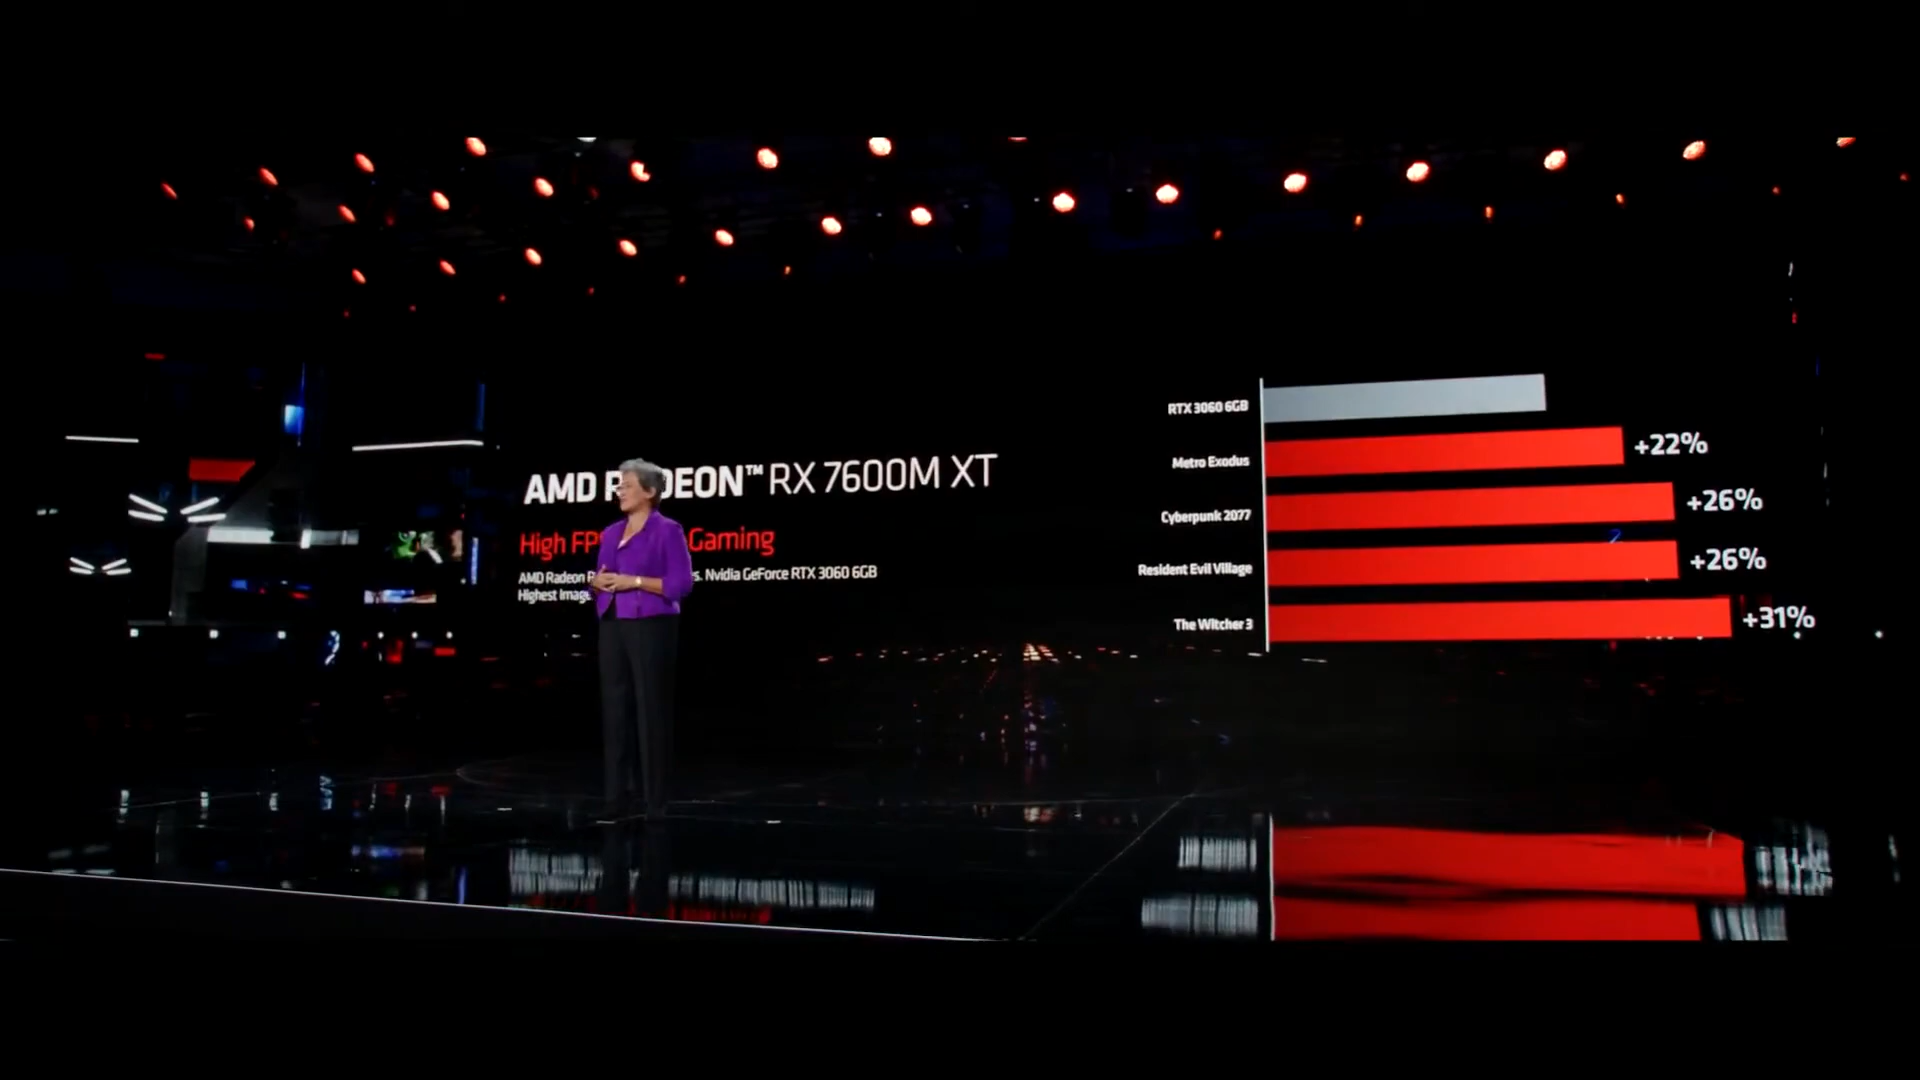 AMD R DEON™ RX 7600M XT
High FP Gaming
AMD Radeon s. Nvidia GeForce RTX 3060 6GB
Highest Image
RTX 3060 6GB
Metro Exodus +22%
Cyberpunk 2077 +26%
Resident Evil Village +26%
The Witcher 3 +31%